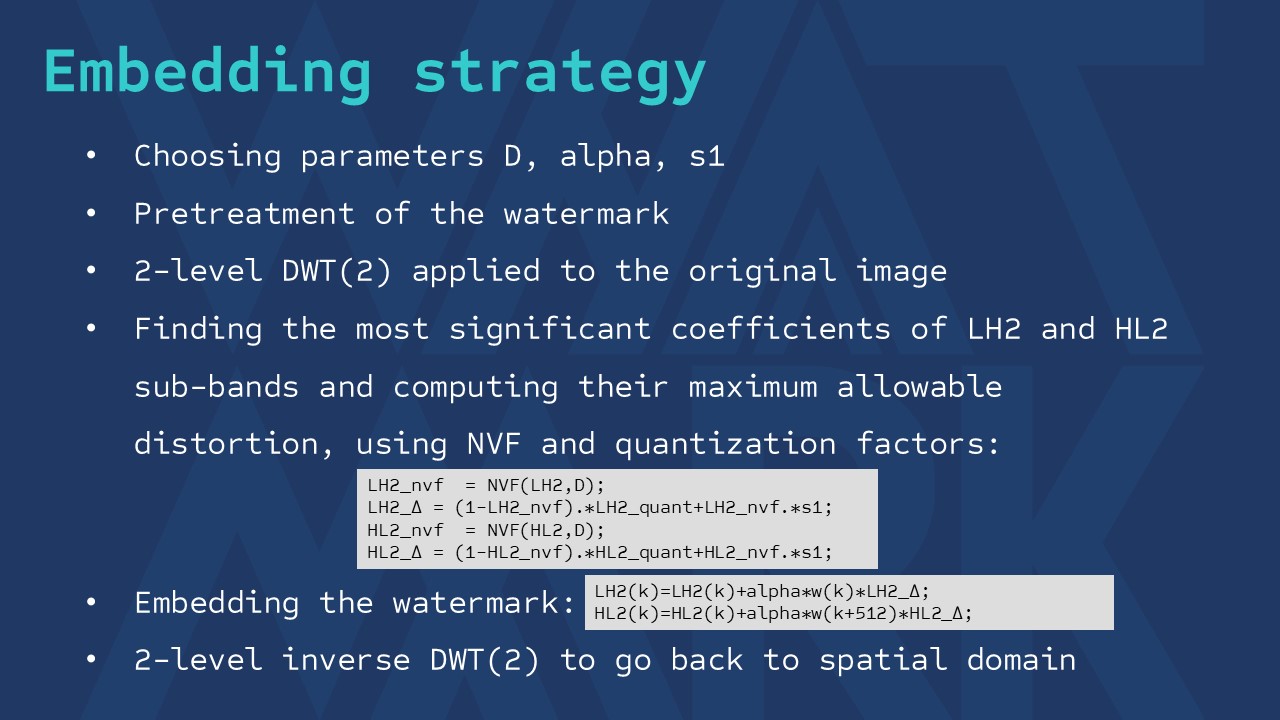 Embedding strategy
• Choosing parameters D, alpha, s1
• Pretreatment of the watermark
• 2-level DWT(2) applied to the original image
• Finding the most significant coefficients of LH2 and HL2
sub-bands and computing their maximum allowable
distortion, using NVF and quantization factors:
LH2_nvf  = NVF(LH2,D);
LH2_Δ = (1-LH2_nvf).*LH2_quant+LH2_nvf.*s1;
HL2_nvf  = NVF(HL2,D);
HL2_Δ = (1-HL2_nvf).*HL2_quant+HL2_nvf.*s1;
• Embedding the watermark:
LH2(k)=LH2(k)+alpha*w(k)*LH2_Δ;
HL2(k)=HL2(k)+alpha*w(k+512)*HL2_Δ;
• 2-level inverse DWT(2) to go back to spatial domain
WAT
MARK